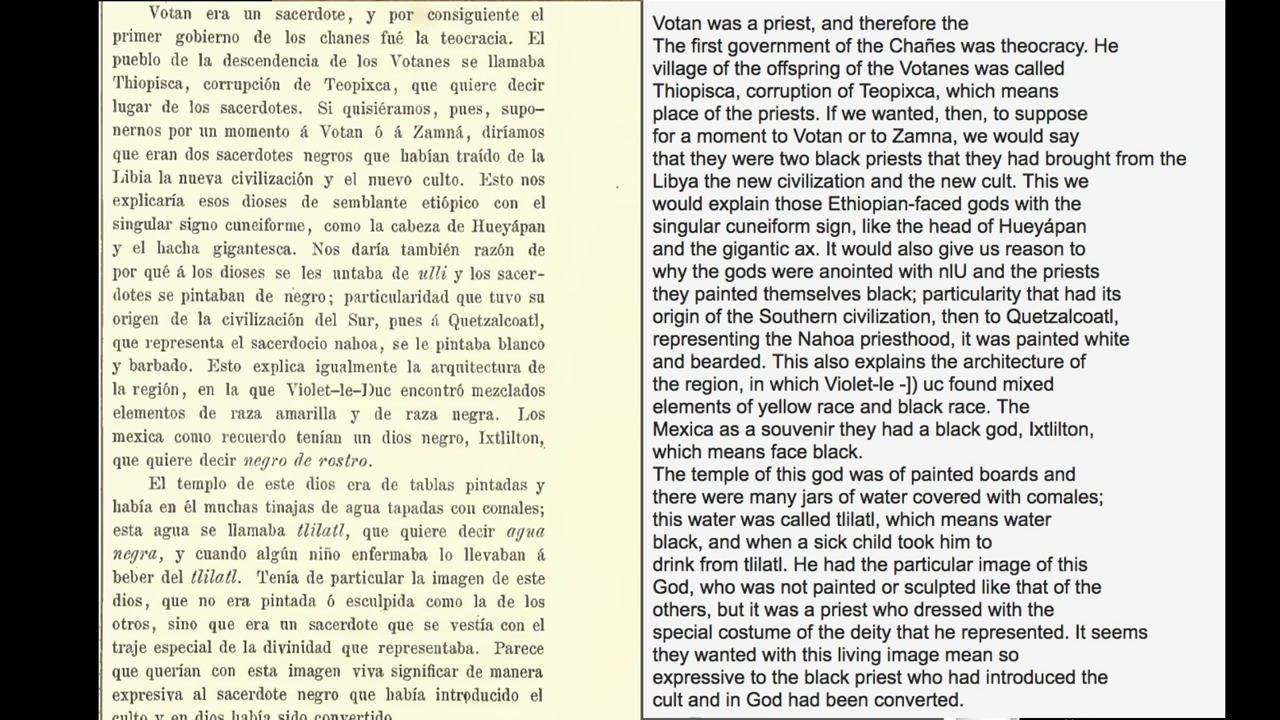 Votan era un sacerdote, y por consiguiente el
primer gobierno de los chanes fué la teocracia. El
pueblo de la descendencia de los Votanes se llamaba
Thiopisca, corrupción de Teopixca, que quiere decir
lugar de los sacerdotes. Si quisiéramos, pues, supo-
nernos por un momento á Votan ó á Zamná, diríamos
que eran dos sacerdotes negros que habían traído de la
Libia la nueva civilización y el nuevo culto. Esto nos
explicaría esos dioses de semblante etiópico con el
singular signo cuneiforme, como la cabeza de Hueyápan
y el hacha gigantesca. Nos daría también razón de
por qué á los dioses se les untaba de ulli y los sacer-
dotes se pintaban de negro; particularidad que tuvo su
origen de la civilización del Sur, pues á Quetzalcoatl,
que representa el sacerdocio nahoa, se le pintaba blanco
y barbado. Esto explica igualmente la arquitectura de
la región, en la que Violet-le-Duc encontró mezclados
elementos de raza amarilla y de raza negra. Los
mexica como recuerdo tenían un dios negro, Ixtlilton,
que quiere decir negro de rostro.
El templo de este dios era de tablas pintadas y
había en él muchas tinajas de agua tapadas con comales;
esta agua se llamaba tlilatl, que quiere decir agua
negra, y cuando algún niño enfermaba lo llevaban á
beber del tlilatl. Tenía de particular la imagen de este
dios, que no era pintada ó esculpida como la de los
otros, sino que era un sacerdote que se vestía con el
traje especial de la divinidad que representaba. Parece
que querían con esta imagen viva significar de manera
expresiva al sacerdote negro que había introducido el
culto y en dios había sido convertido.
Votan was a priest, and therefore the
The first government of the Chañes was theocracy. He
village of the offspring of the Votanes was called
Thiopisca, corruption of Teopixca, which means
place of the priests. If we wanted, then, to suppose
for a moment to Votan or to Zamna, we would say
that they were two black priests that they had brought from the
Libya the new civilization and the new cult. This we
would explain those Ethiopian-faced gods with the
singular cuneiform sign, like the head of Hueyápan
and the gigantic ax. It would also give us reason to
why the gods were anointed with nlU and the priests
they painted themselves black; particularity that had its
origin of the Southern civilization, then to Quetzalcoatl,
representing the Nahoa priesthood, it was painted white
and bearded. This also explains the architecture of
the region, in which Violet-le -]) uc found mixed
elements of yellow race and black race. The
Mexica as a souvenir they had a black god, Ixtlilton,
which means face black.
The temple of this god was of painted boards and
there were many jars of water covered with comales;
this water was called tlilatl, which means water
black, and when a sick child took him to
drink from tlilatl. He had the particular image of this
God, who was not painted or sculpted like that of the
others, but it was a priest who dressed with the
special costume of the deity that he represented. It seems
they wanted with this living image mean so
expressive to the black priest who had introduced the
cult and in God had been converted.